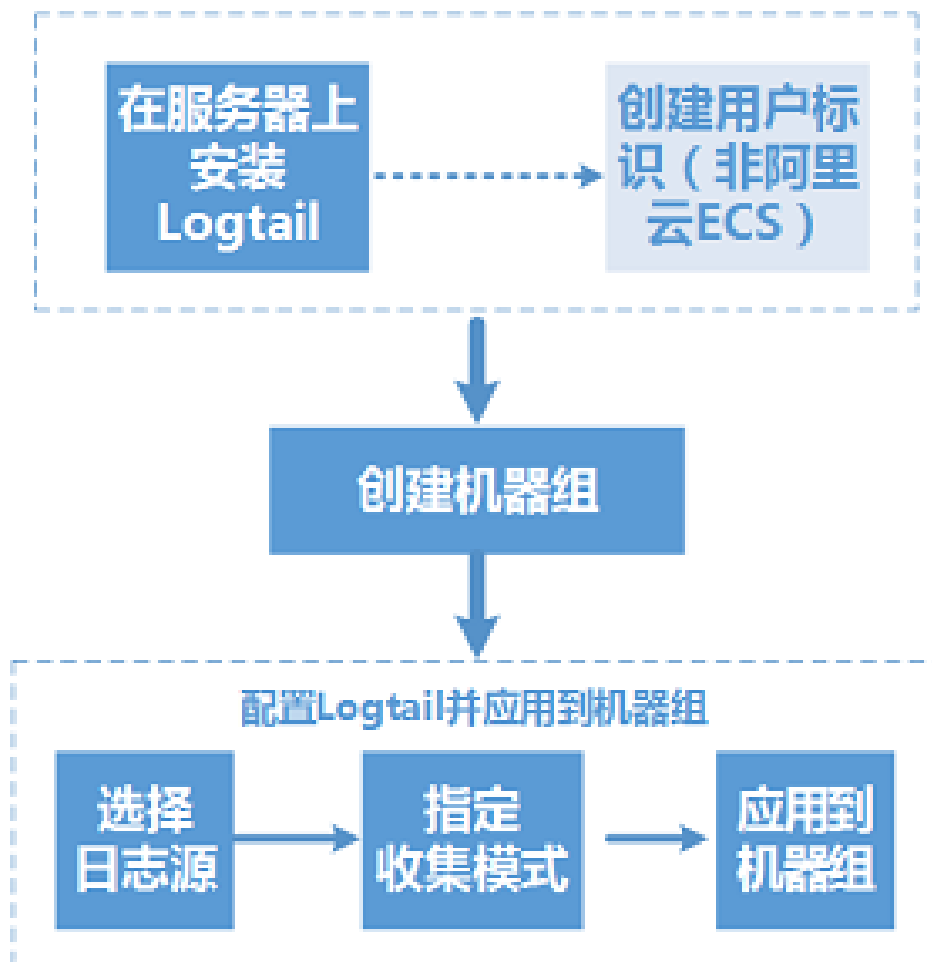 在服务器上
安装
Logtail
创建用户标
识（非阿里
云ECS）
创建机器组
配置Logtail并应用到机器组
选择
日志源
指定
收集模式
应用到
机器组